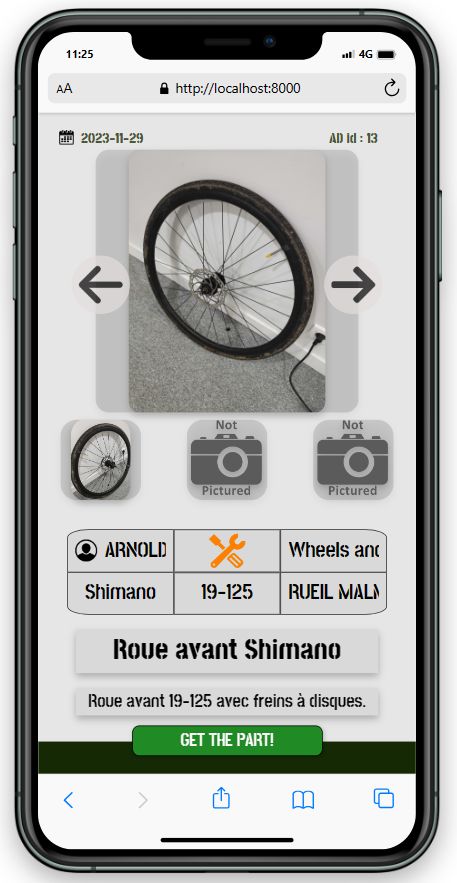 11:25
4G
AA
http://localhost:8000
2023-11-29
AD id : 13
Not
Pictured
Not
Pictured
ARNOLD
Wheels and
Shimano
19-125
RUEIL MALM
Roue avant Shimano
Roue avant 19-125 avec freins à disques.
GET THE PART!